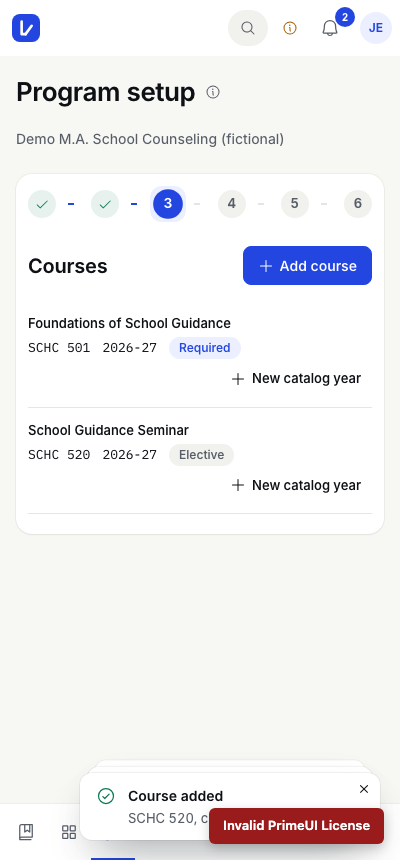 2
JE
Program setup
Demo M.A. School Counseling (fictional)
3 4 5 6
Courses
Add course
Foundations of School Guidance
SCHC 501 2026-27 Required
New catalog year
School Guidance Seminar
SCHC 520 2026-27 Elective
New catalog year
Course added
SCHC 520,
Invalid PrimeUI License